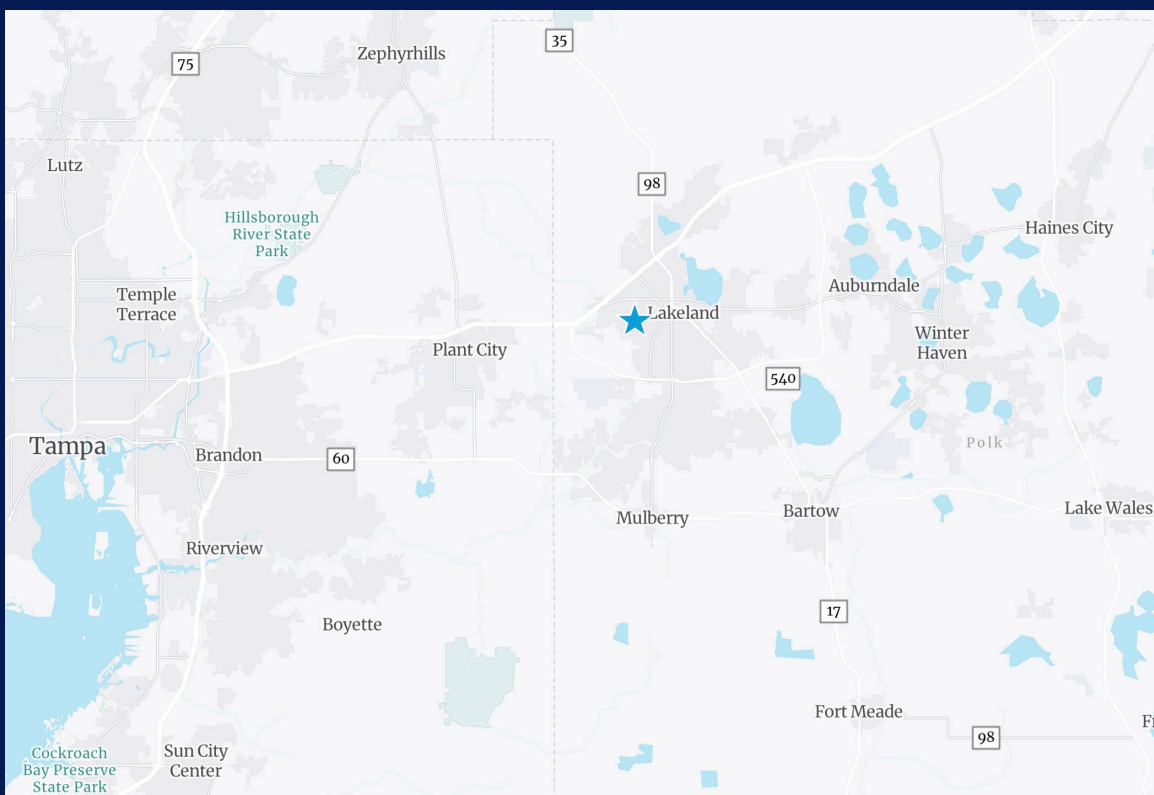 35
Zephyrhills
75
Lutz
98
Hillsborough
River State
Park
Haines City
Auburndale
Temple
Terrace
Lakeland
Winter
Haven
Plant City
540
Tampa
Polk
Brandon
60
Lake Wales
Bartow
Mulberry
Riverview
17
Boyette
Fort Meade
Fr
98
Sun City
Center
Cockroach
Bay Preserve
State Park